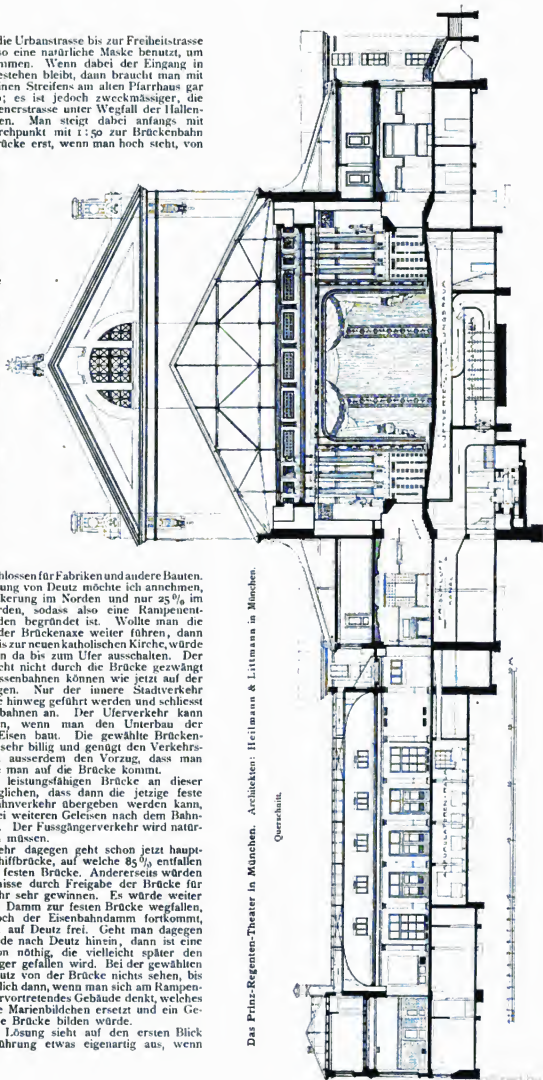 die Urbanstrasse bis zur Freiheitstrasse
so eine natürliche Maske benutzt, um
mmen. Wenn dabei der Eingang in
estehen bleibt, dann braucht man mit
inen Streifens am alten Pfarrhaus gar
; es ist jedoch zweckmässiger, die
enerstrasse unter Wegfall der Hallen-
en. Man steigt dabei anfangs mit
rchpunkt mit 1:50 zur Brückenbahn
rücke erst, wenn man hoch steht, von
hlossen für Fabriken und andere Bauten.
ung von Deutz möchte ich annehmen,
kerung im Norden und nur 25% im
rden, sodass also eine Rampenent-
den begründet ist. Wollte man die
der Brückenaxe weiter führen, dann
is zur neuen katholischen Kirche, würde
n da bis zum Ufer ausschalten. Der
cht nicht durch die Brücke gezwängt
ssenbahnen können wie jetzt auf der
gen. Nur der innere Stadtverkehr
e hinweg geführt werden und schliesst
bahnen an. Der Uferverkehr kann
n, wenn man den Unterbau der
Eisen baut. Die gewählte Brücken-
sehr billig und genügt den Verkehrs-
ausserdem den Vorzug, dass man
man auf die Brücke kommt.
leistungsfähigen Brücke an dieser
glichen, dass dann die jetzige feste
hnverkehr übergeben werden kann,
ei weiteren Geleisen nach dem Bahn-
. Der Fussgängerverkehr wird natür-
müssen.
ehr dagegen geht schon jetzt haupt-
hiffbrücke, auf welche 85% entfallen
festen Brücke. Andererseits würden
nisse durch Freigabe der Brücke für
hr sehr gewinnen. Es würde weiter
Damm zur festen Brücke wegfallen,
och der Eisenbahndamm fortkommt,
auf Deutz frei. Geht man dagegen
de nach Deutz hinein, dann ist eine
on nöthig, die vielleicht später den
ger gefallen wird. Bei der gewählten
utz von der Brücke nichts sehen, bis
lich dann, wenn man sich am Rampen-
rvortretendes Gebäude denkt, welches
e Marienbildchen ersetzt und ein Ge-
e Brücke bilden würde.
Lösung sieht auf den ersten Blick
ührung etwas eigenartig aus, wenn
Das Prinz-Regenten-Theater in München. Architekten: Heilmann & Littmann in München.
Querschnitt.